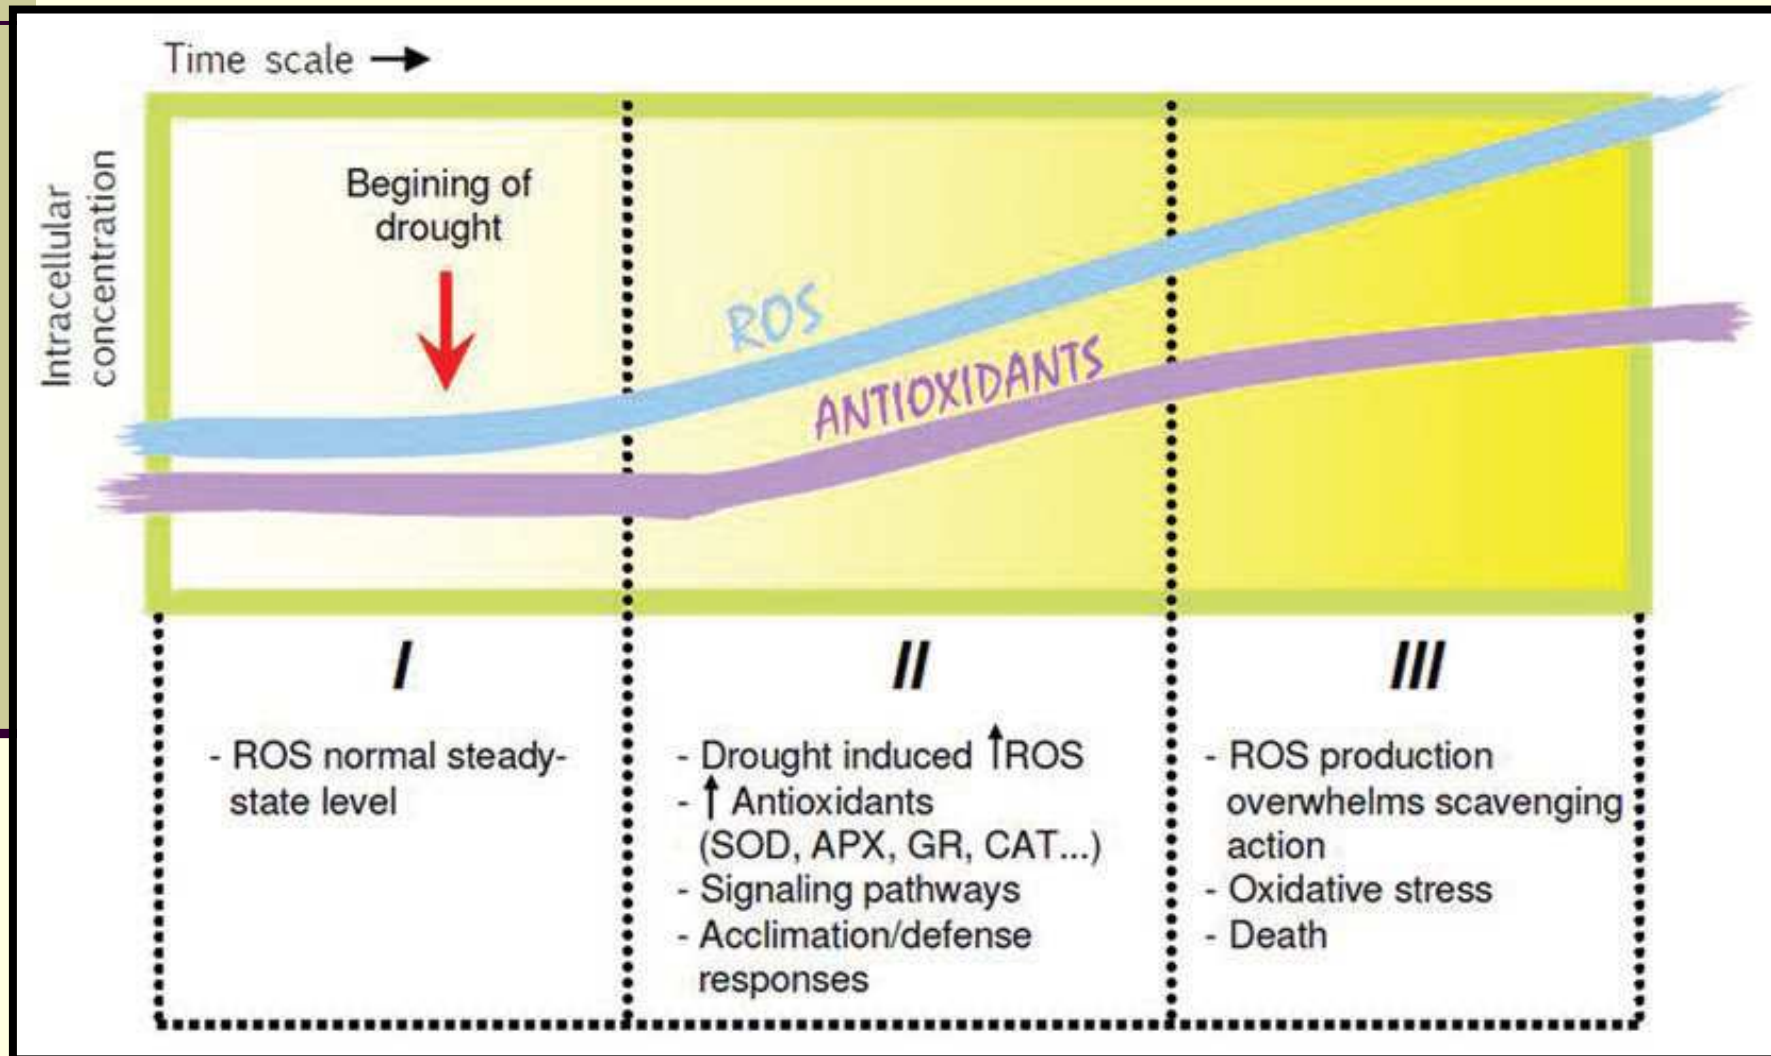 Time scale →
Intracellular
concentration
Begining of
drought
ROS
ANTIOXIDANTS
I
- ROS normal steady-
state level
II
- Drought induced ↑ROS
- ↑ Antioxidants
(SOD, APX, GR, CAT...)
- Signaling pathways
- Acclimation/defense
responses
III
- ROS production
overwhelms scavenging
action
- Oxidative stress
- Death